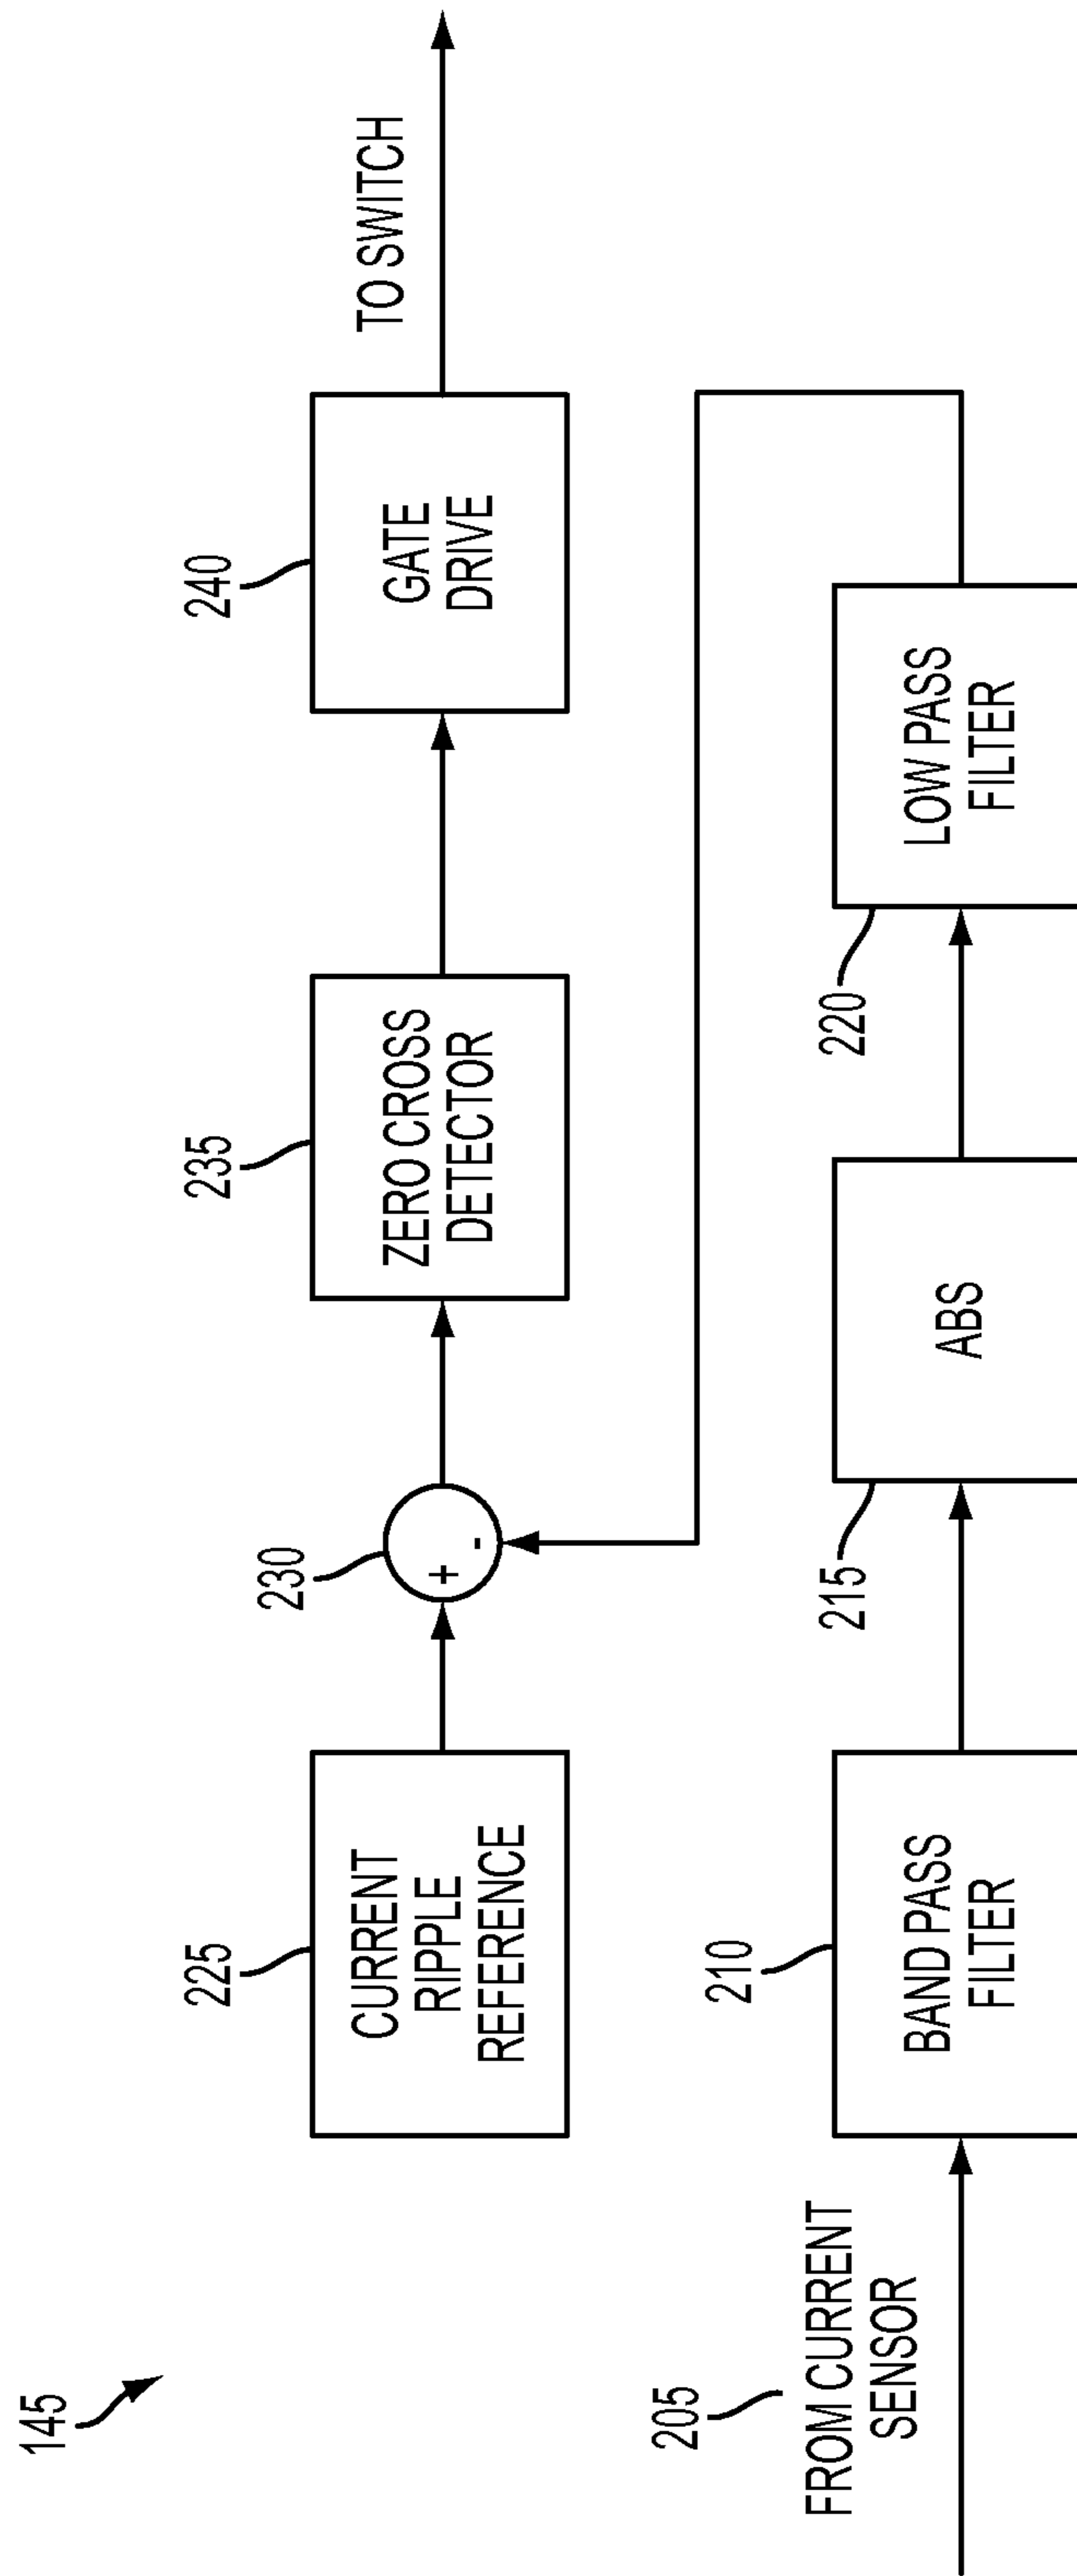 145
225
CURRENT
RIPPLE
REFERENCE
230
+
-
235
ZERO CROSS
DETECTOR
240
GATE
DRIVE
TO SWITCH
205
FROM CURRENT
SENSOR
210
BAND PASS
FILTER
215
ABS
220
LOW PASS
FILTER